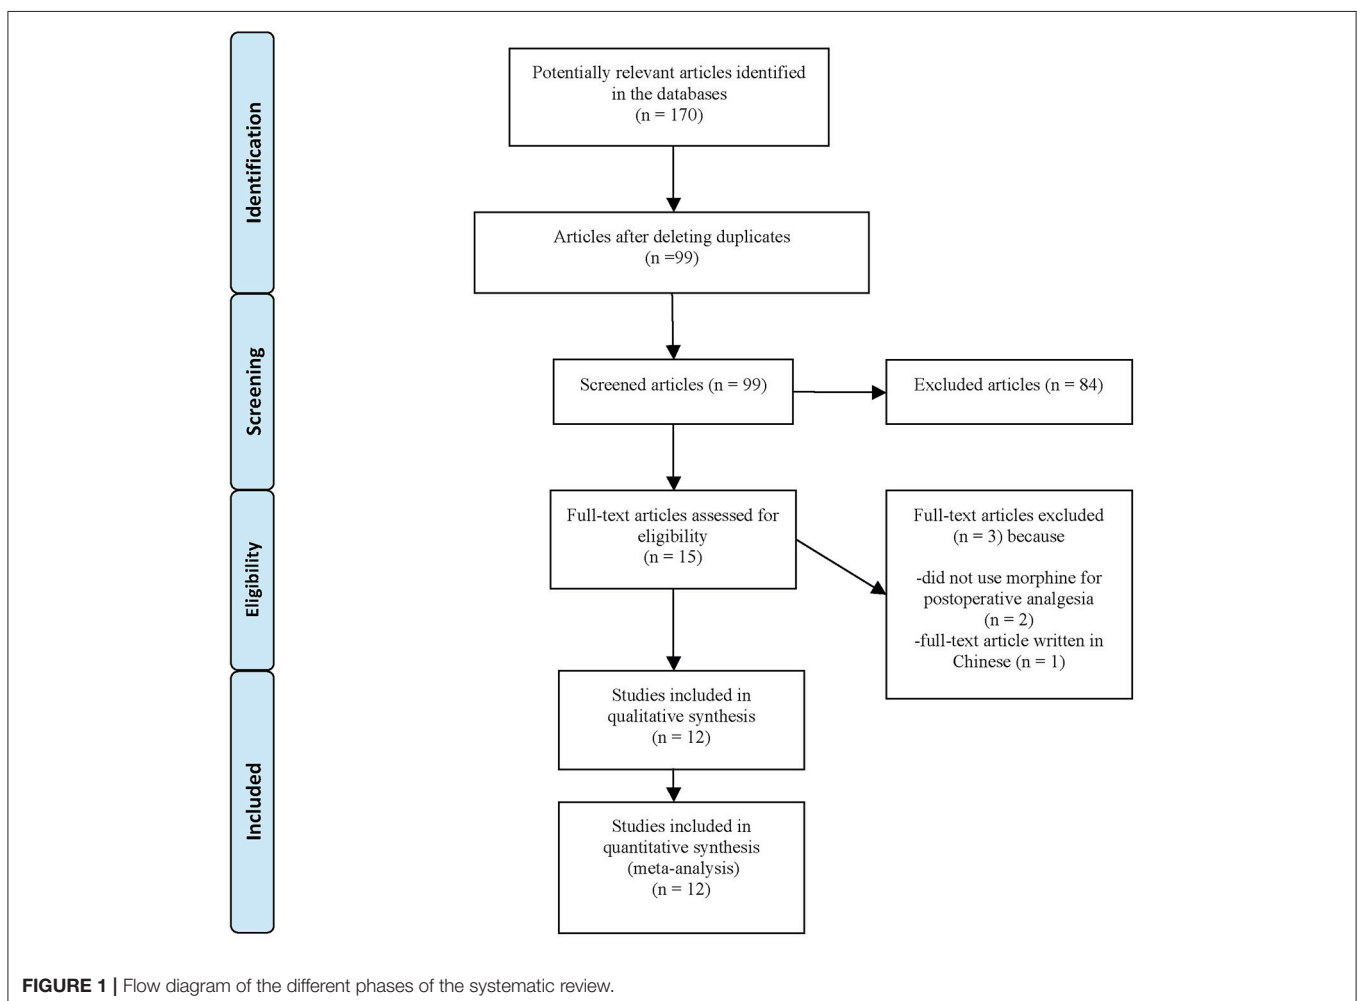 Identification
Potentially relevant articles identified
in the databases
(n = 170)
Articles after deleting duplicates
(n =99)
Screening
Screened articles (n = 99)
Excluded articles (n = 84)
Eligibility
Full-text articles assessed for
eligibility
(n = 15)
Full-text articles excluded
(n = 3) because
-did not use morphine for
postoperative analgesia
(n = 2)
-full-text article written in
Chinese (n = 1)
Included
Studies included in
qualitative synthesis
(n = 12)
Studies included in
quantitative synthesis
(meta-analysis)
(n = 12)
FIGURE 1 | Flow diagram of the different phases of the systematic review.